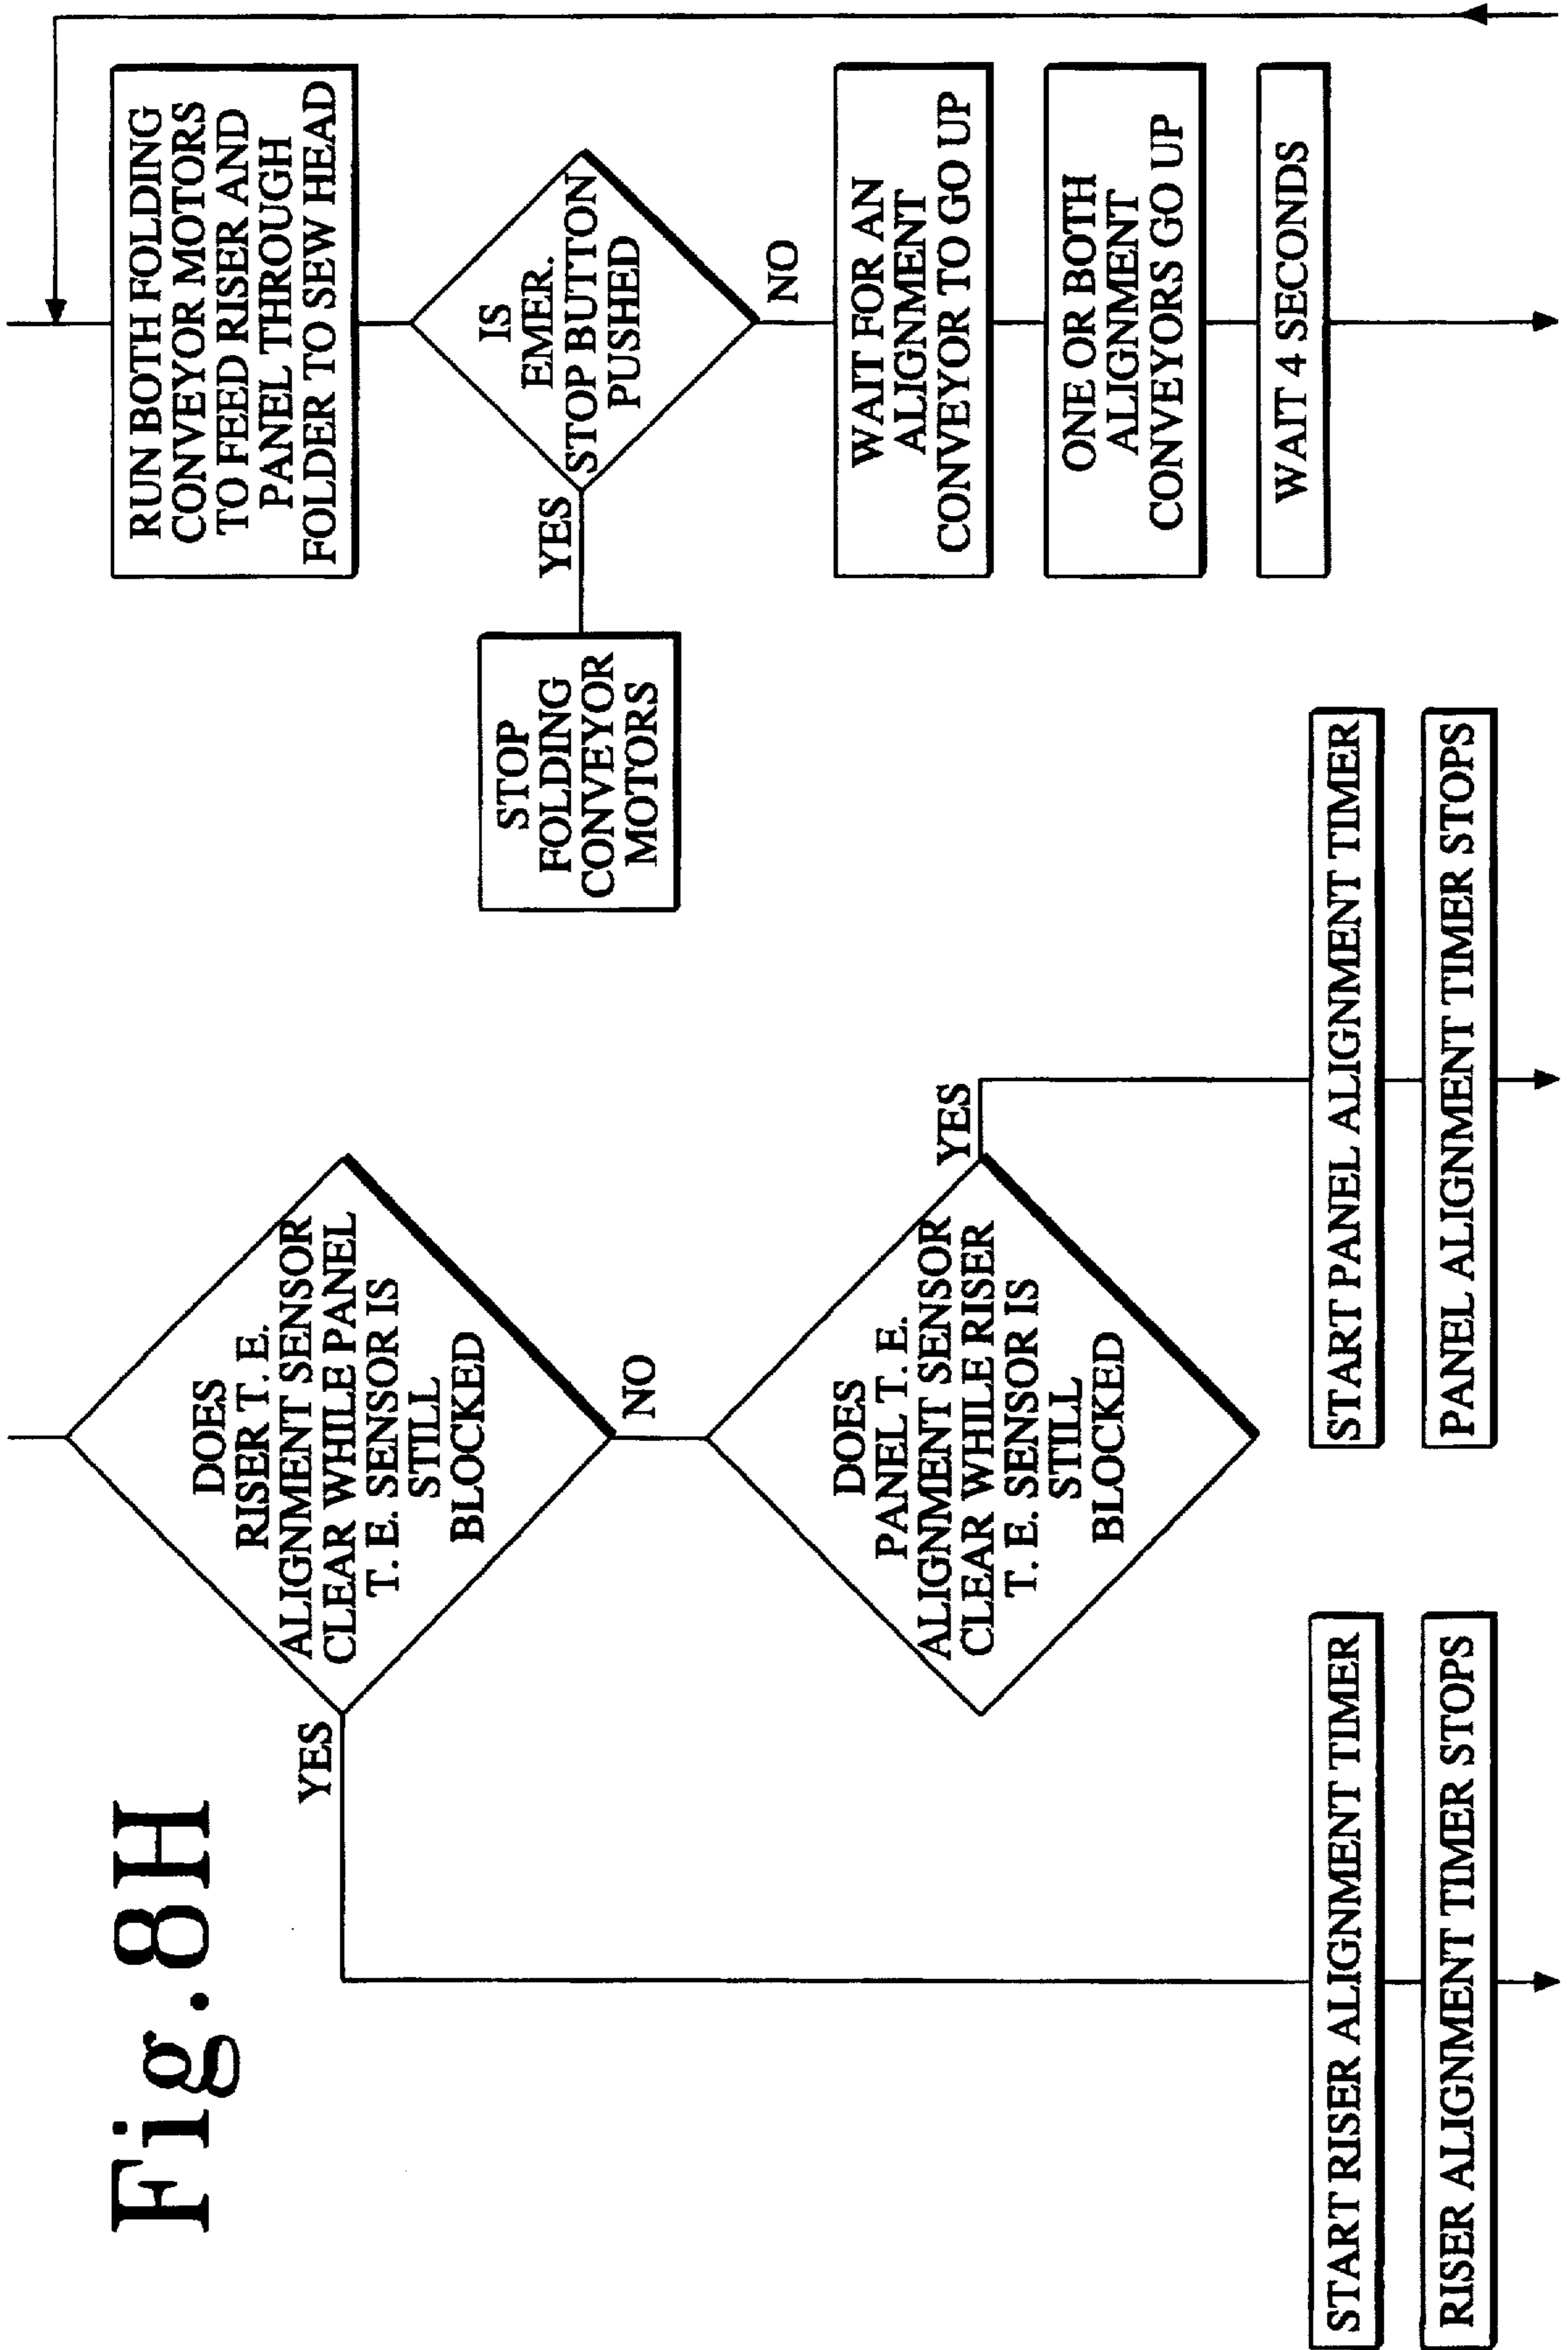 Fig.8H
DOES
RISER T. E.
ALIGNMENT SENSOR
CLEAR WHILE PANEL
T. E. SENSOR IS
STILL
BLOCKED
YES
NO
DOES
PANEL T. E.
ALIGNMENT SENSOR
CLEAR WHILE RISER
T. E. SENSOR IS
STILL
BLOCKED
YES
START RISER ALIGNMENT TIMER
RISER ALIGNMENT TIMER STOPS
START PANEL ALIGNMENT TIMER
PANEL ALIGNMENT TIMER STOPS
RUN BOTH FOLDING
CONVEYOR MOTORS
TO FEED RISER AND
PANEL THROUGH
FOLDER TO SEW HEAD
IS
EMER.
STOP BUTTON
PUSHED
YES
NO
STOP
FOLDING
CONVEYOR
MOTORS
WAIT FOR AN
ALIGNMENT
CONVEYOR TO GO UP
ONE OR BOTH
ALIGNMENT
CONVEYORS GO UP
WAIT 4 SECONDS